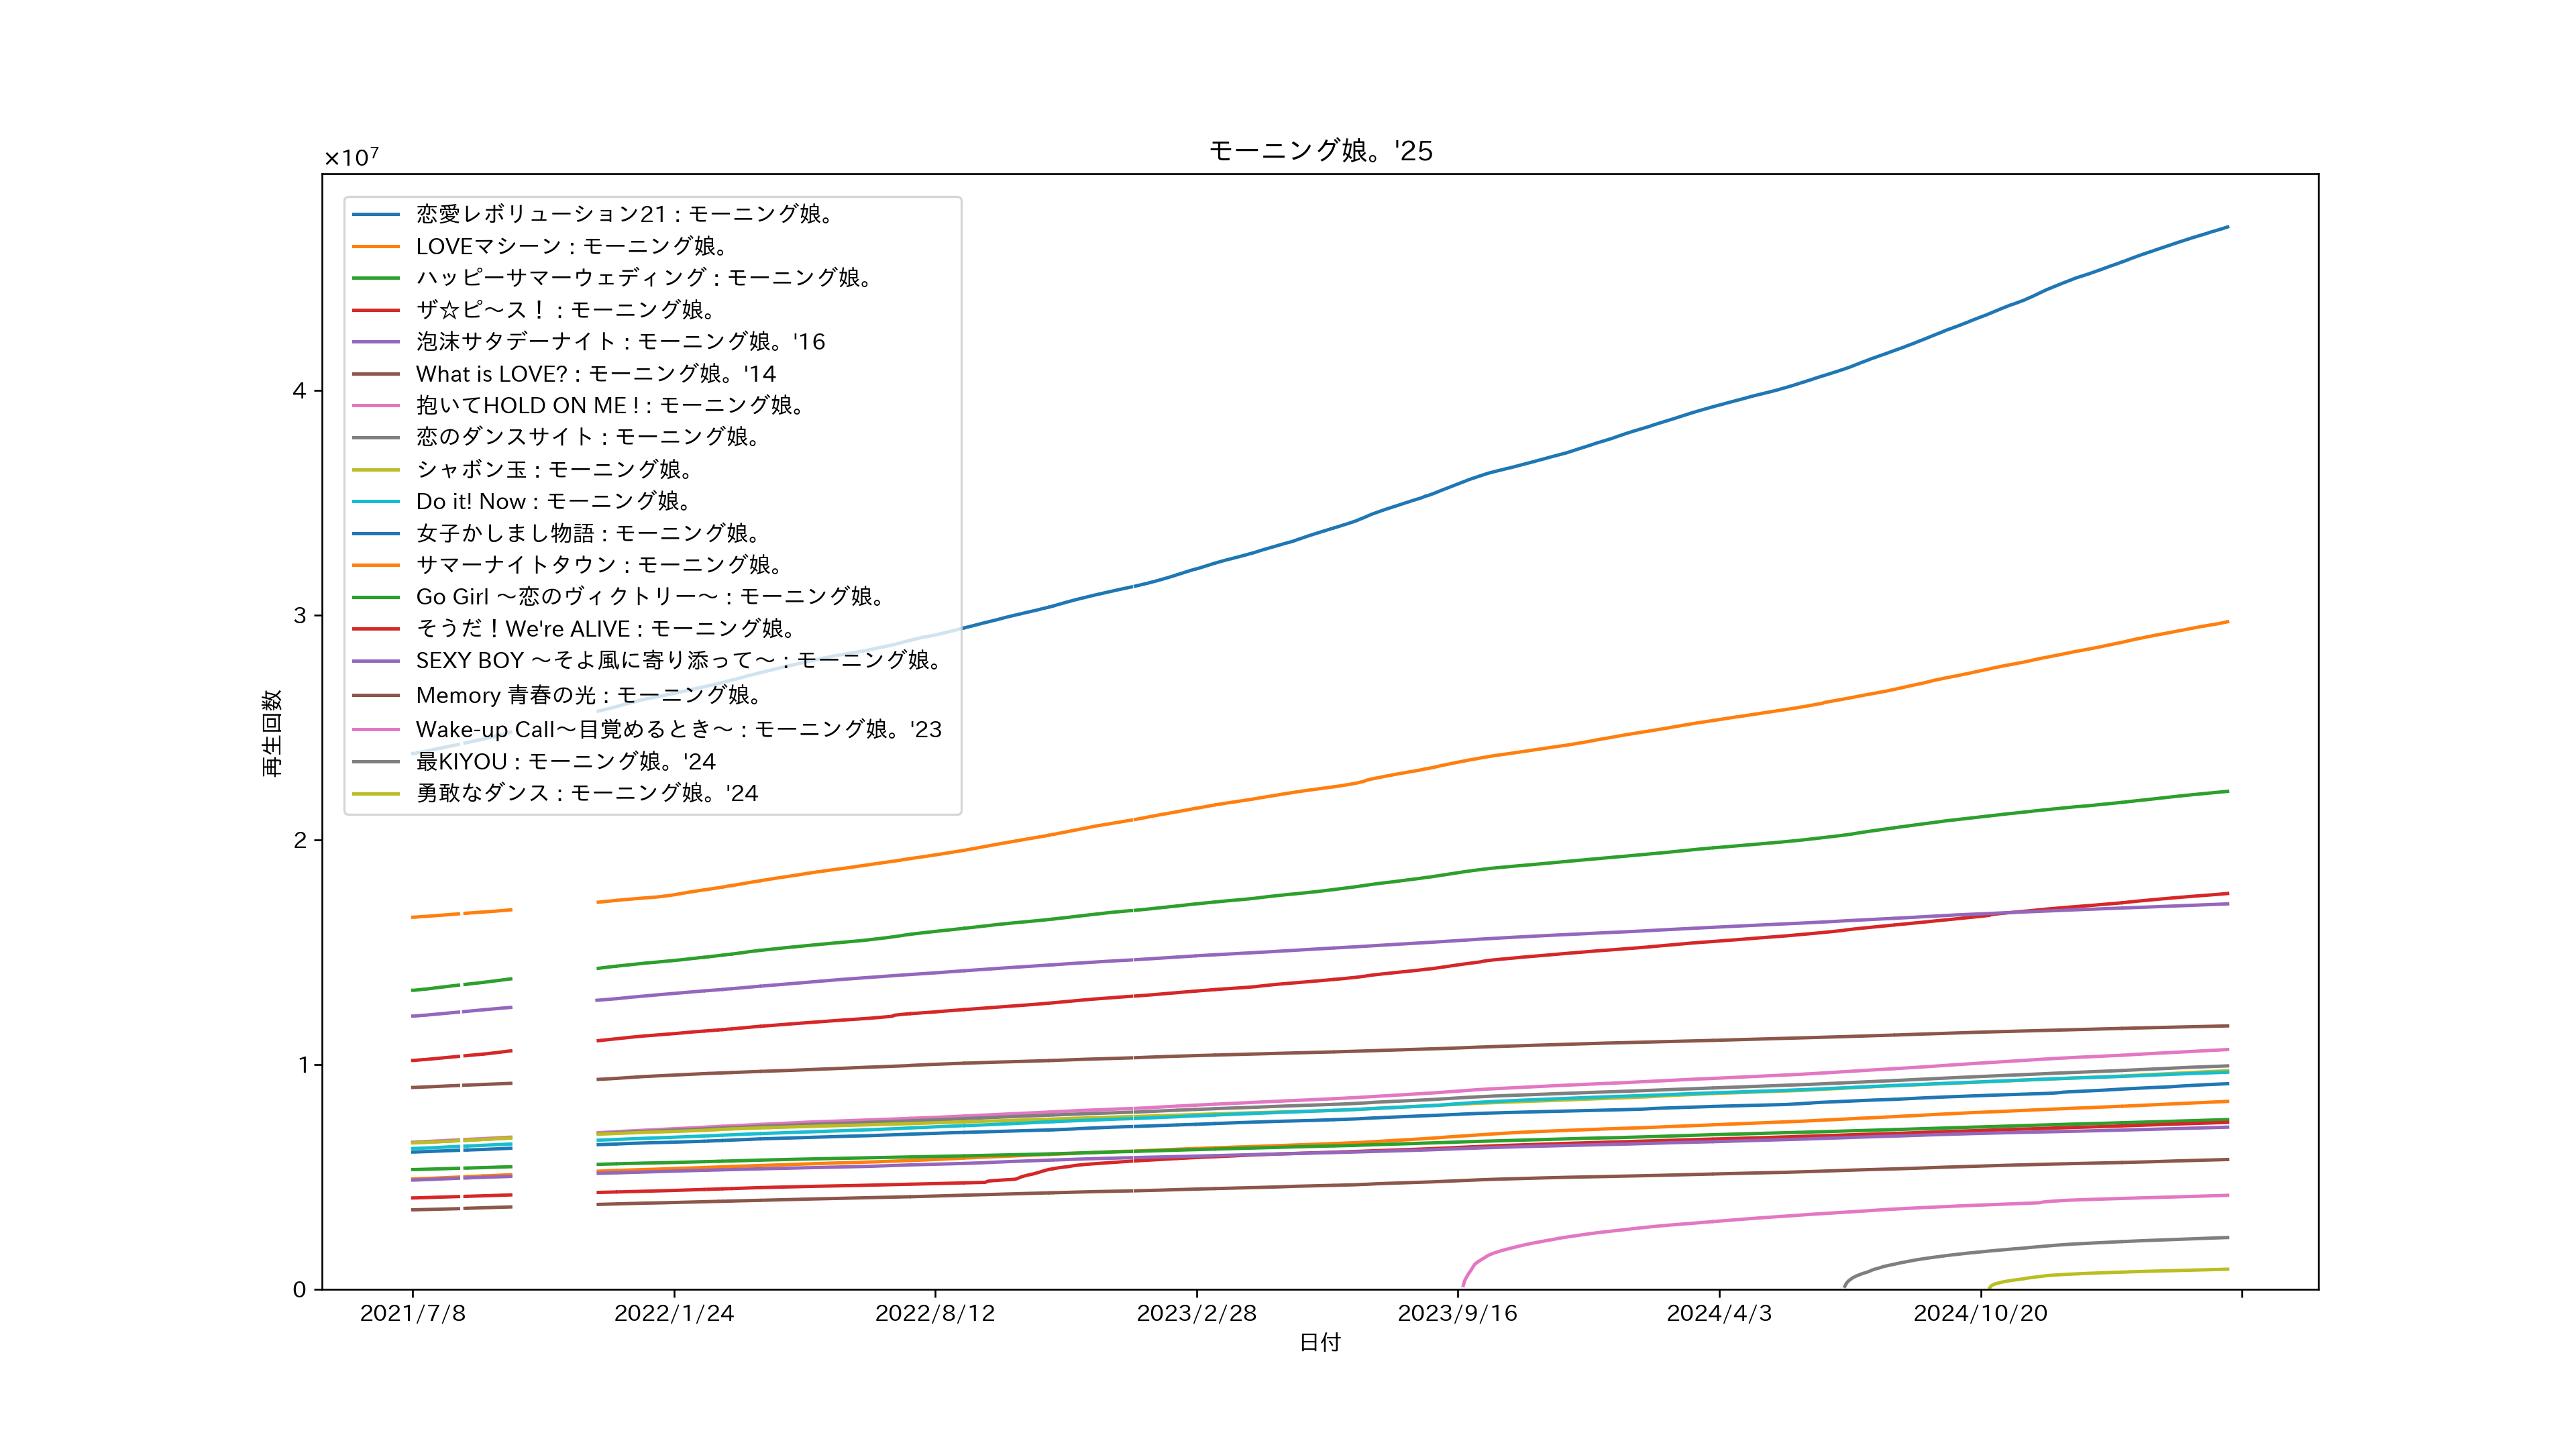 モーニング娘。'25
×10⁷
恋愛レボリューション21 : モーニング娘。
LOVEマシーン : モーニング娘。
ハッピーサマーウェディング : モーニング娘。
ザ☆ピ〜ス！ : モーニング娘。
泡沫サタデーナイト : モーニング娘。'16
What is LOVE? : モーニング娘。'14
抱いてHOLD ON ME ! : モーニング娘。
恋のダンスサイト : モーニング娘。
シャボン玉 : モーニング娘。
Do it! Now : モーニング娘。
女子かしまし物語 : モーニング娘。
サマーナイトタウン : モーニング娘。
Go Girl 〜恋のヴィクトリー〜 : モーニング娘。
そうだ！We're ALIVE : モーニング娘。
SEXY BOY 〜そよ風に寄り添って〜 : モーニング娘。
Memory 青春の光 : モーニング娘。
Wake-up Call〜目覚めるとき〜 : モーニング娘。'23
最KIYOU : モーニング娘。'24
勇敢なダンス : モーニング娘。'24
4
3
2
1
0
再生回数
2021/7/8
2022/1/24
2022/8/12
2023/2/28
2023/9/16
2024/4/3
2024/10/20
日付